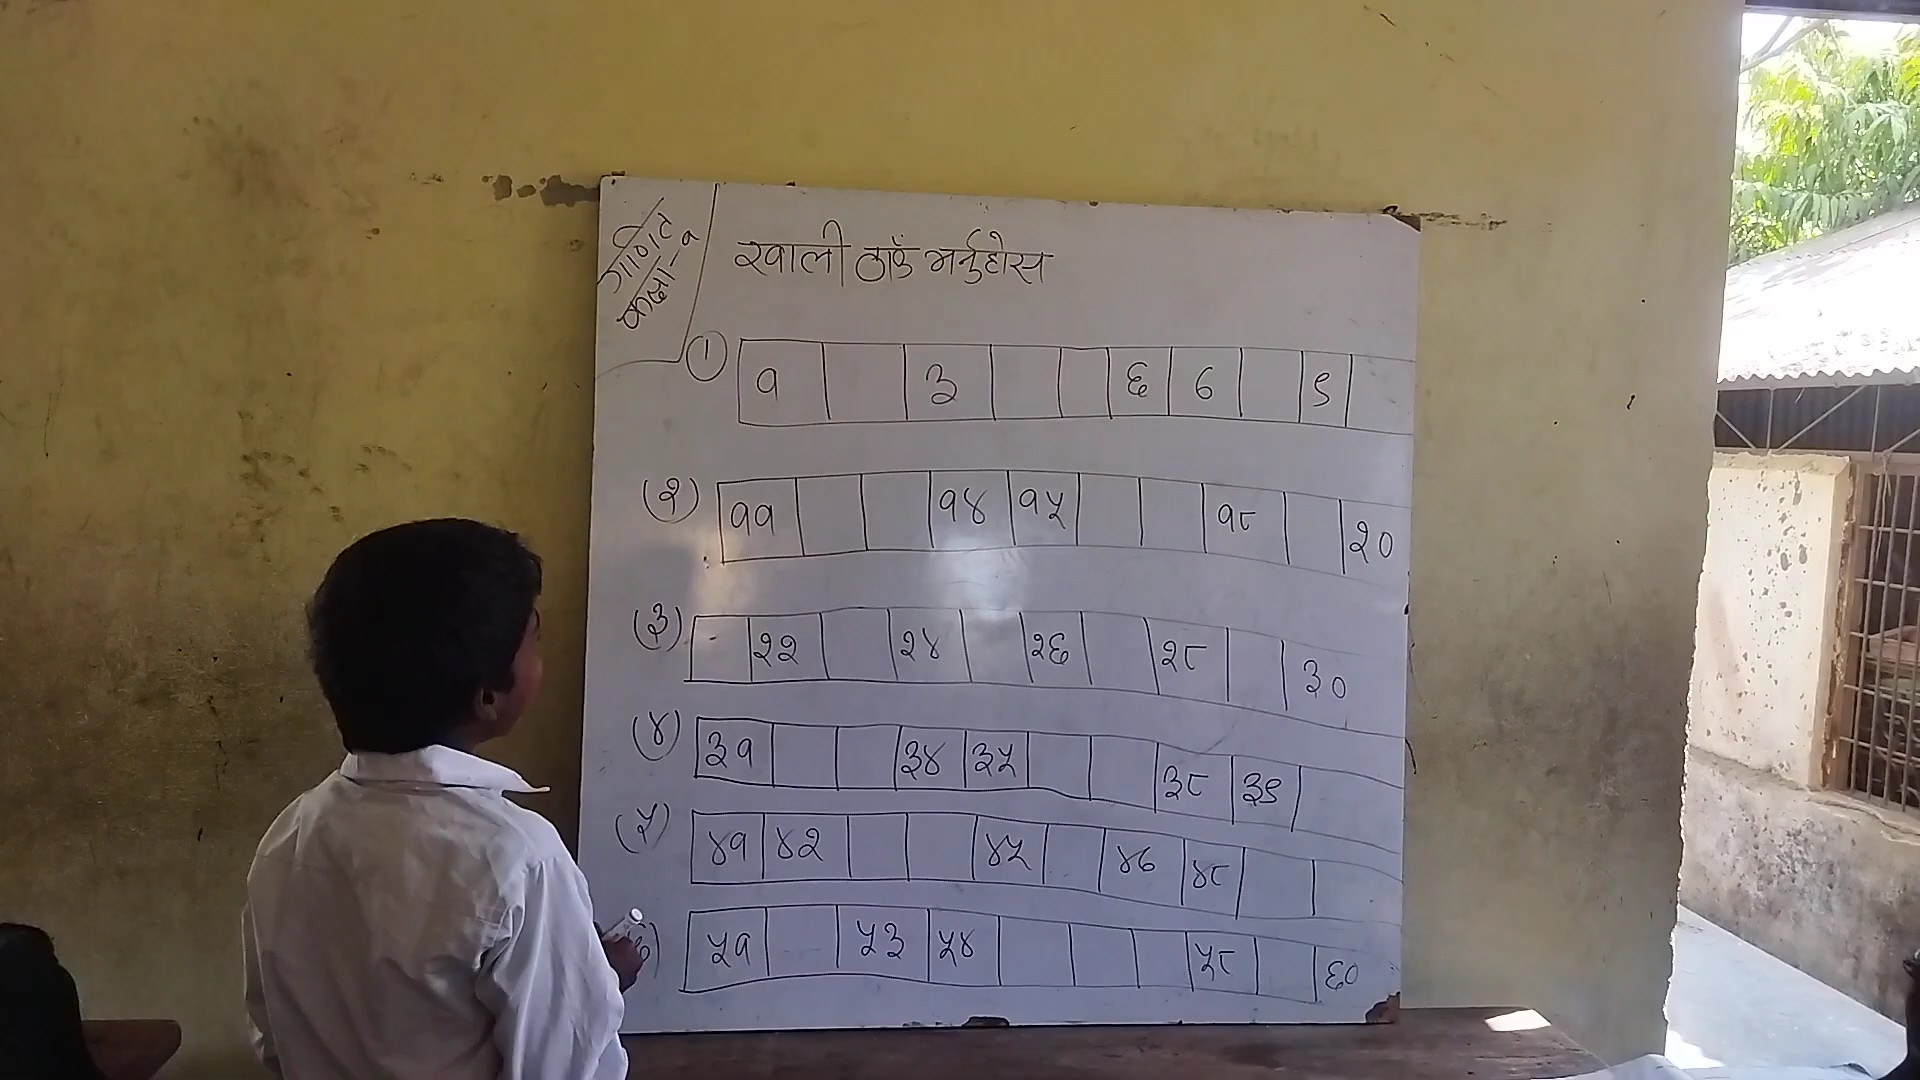 गणित
कक्षा-१
खाली ठाउँ भर्नुहोस
१ १ ३ ६ ७ ९
(२) ११ १४ १५ १८ २०
(३) २२ २४ २६ २८ ३०
(४) ३१ ३४ ३५ ३८ ३९
(५) ४१ ४२ ४५ ४७ ४८
५१ ५३ ५४ ५८ ६०